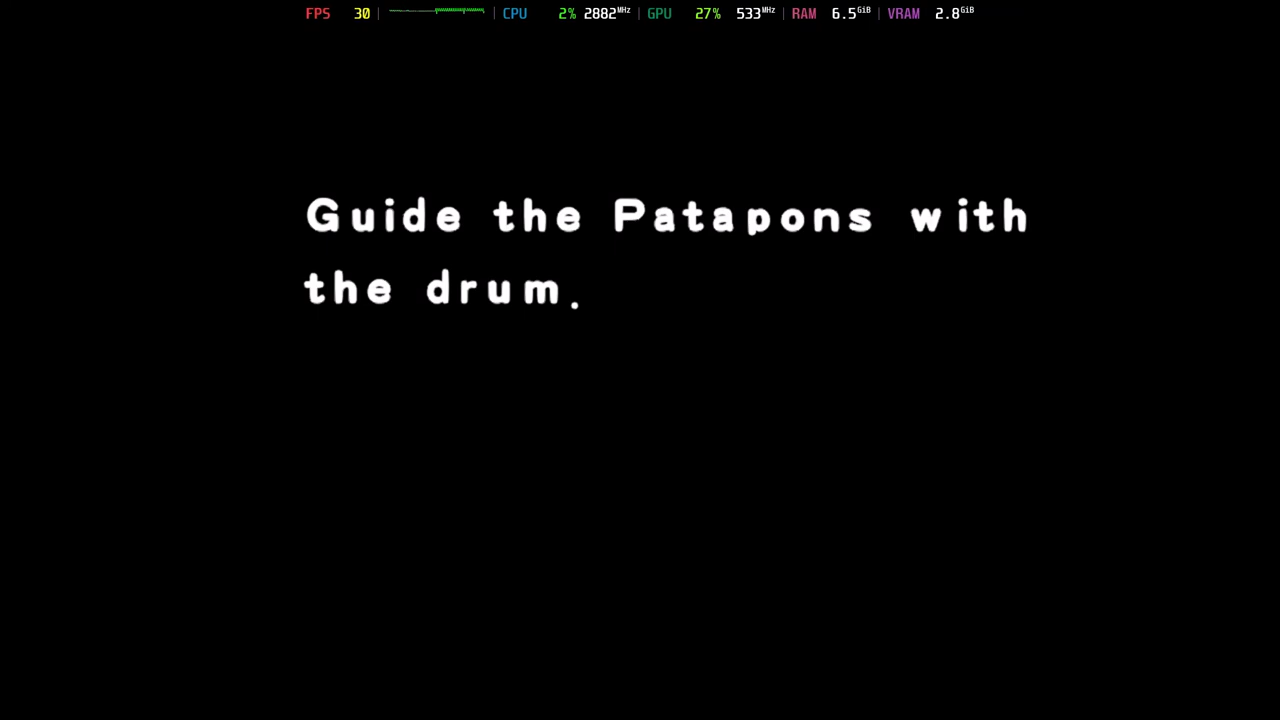 FPS 30 | CPU 2% 2882MHz | GPU 27% 533MHz | RAM 6.5GiB | VRAM 2.8GiB
Guide the Patapons with
the drum.